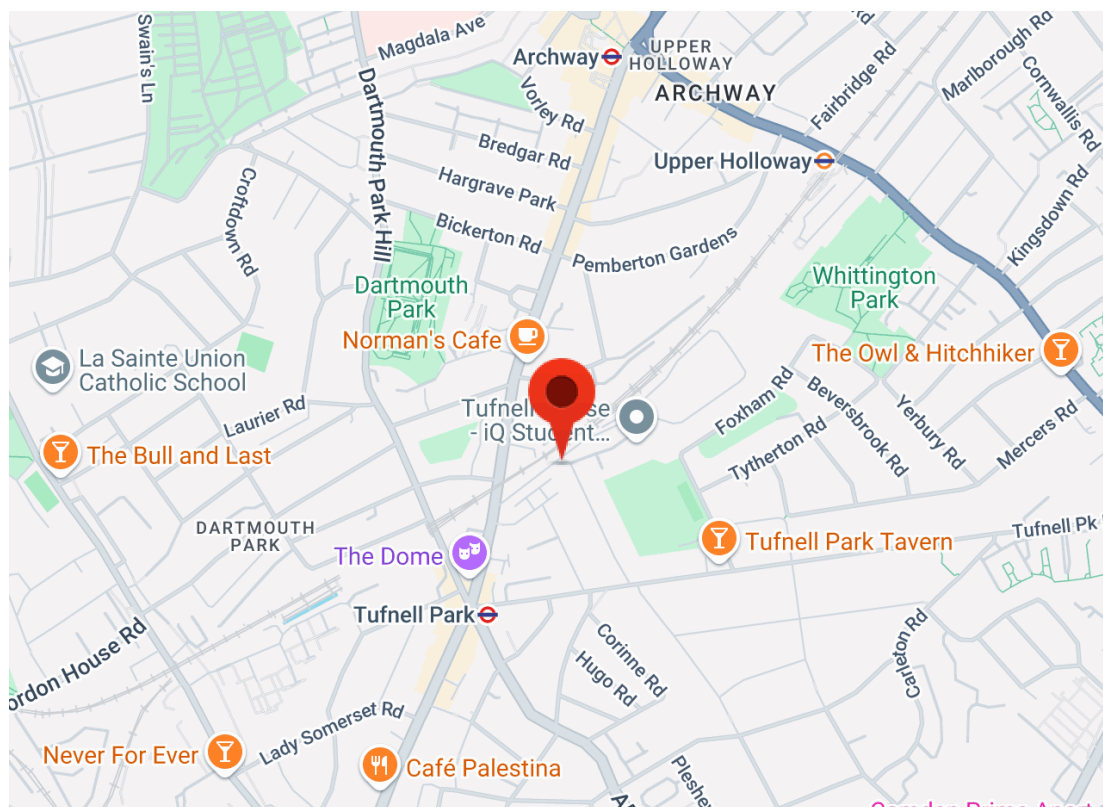 Swain's Ln
Magdala Ave
Archway
UPPER
HOLLOWAY
ARCHWAY
Marlborough Rd
Cornwallis Rd
Fairbridge Rd
Vorley Rd
Dartmouth Park Hill
Bredgar Rd
Upper Holloway
Hargrave Park
Croftdown Rd
Bickerton Rd
Kingsdown Rd
Pemberton Gardens
Dartmouth
Park
Whittington
Park
Norman's Cafe
The Owl & Hitchhiker
La Sainte Union
Catholic School
Laurier Rd
Foxham Rd
Beversbrook Rd
Yerbury Rd
Mercers Rd
- iQ Student...
The Bull and Last
Tytherton Rd
DARTMOUTH
PARK
Tufnell Park Tavern
Tufnell Pk
The Dome
Tufnell Park
Corinne Rd
Hugo Rd
Carleton Rd
ordon House Rd
Lady Somerset Rd
Never For Ever
Café Palestina